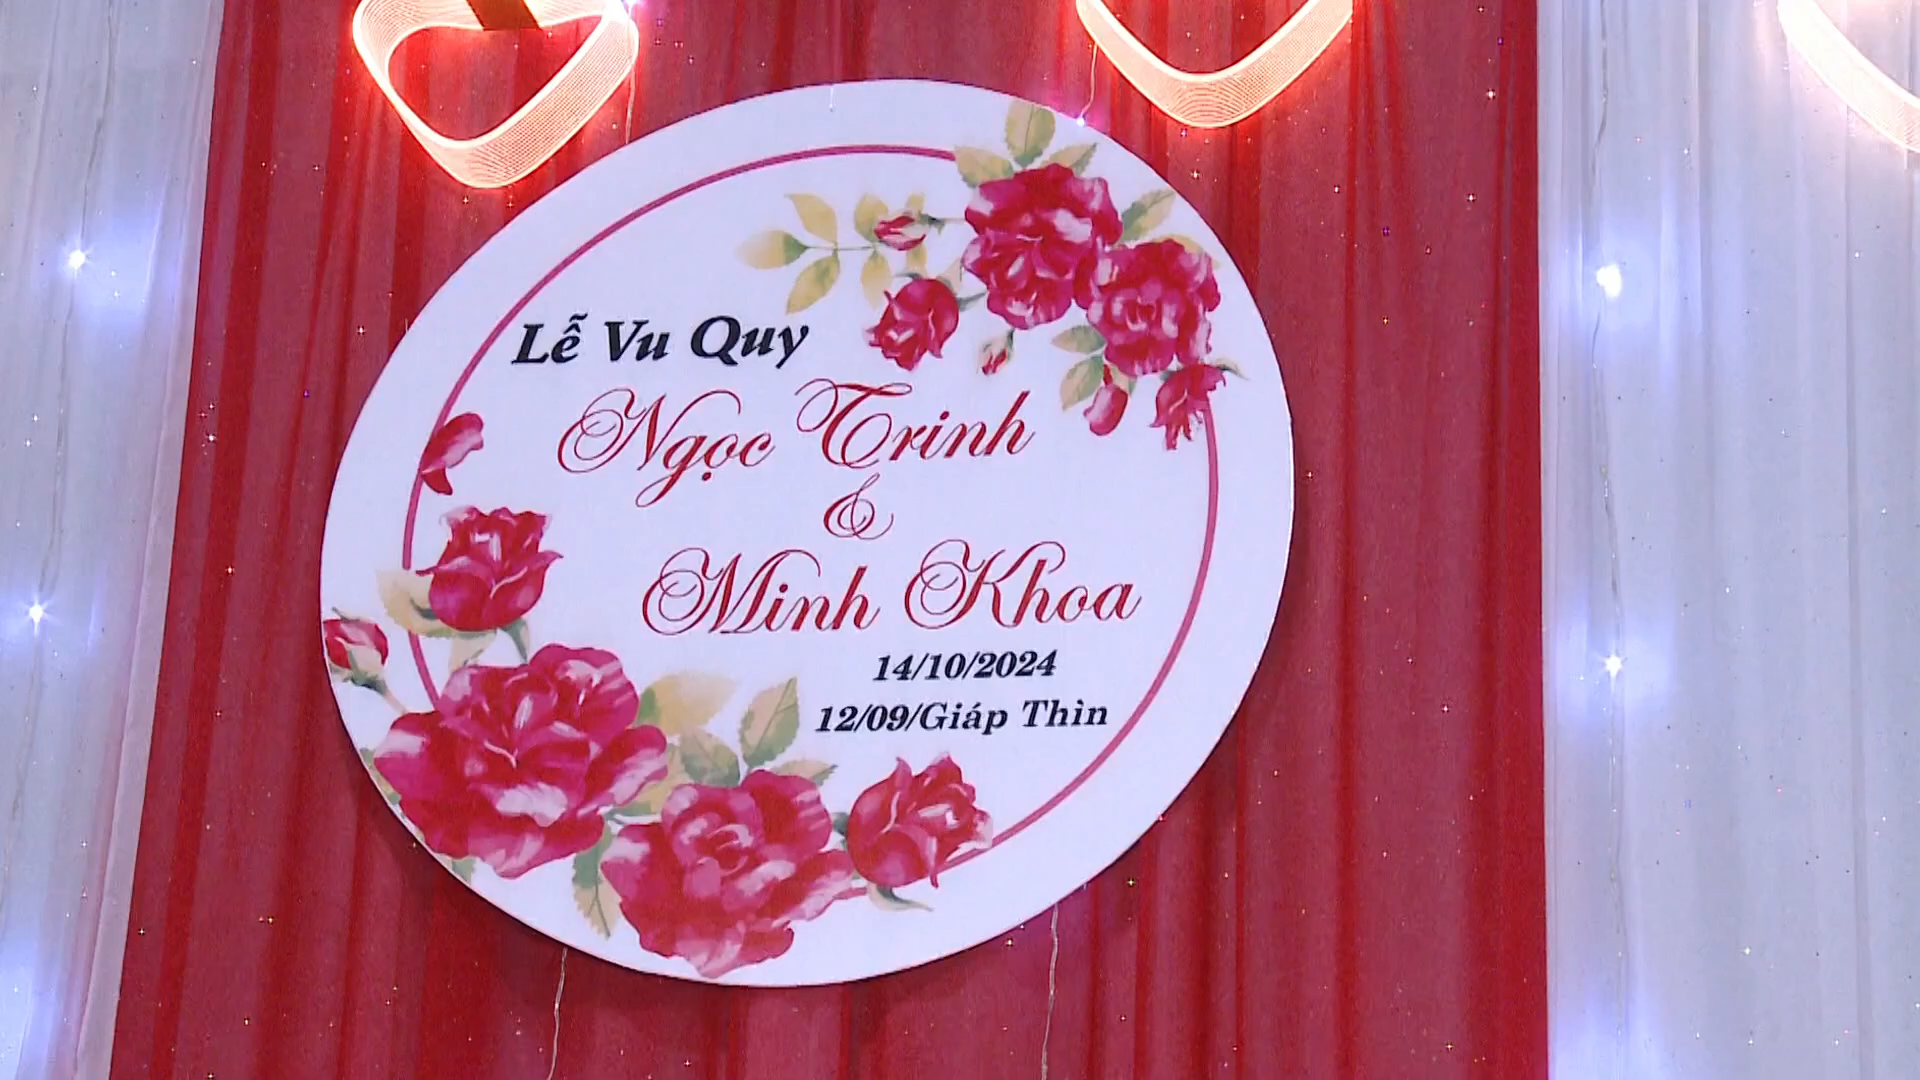 Lễ Vu Quy
Ngọc Trinh
&
Minh Khoa
14/10/2024
12/09/Giáp Thìn